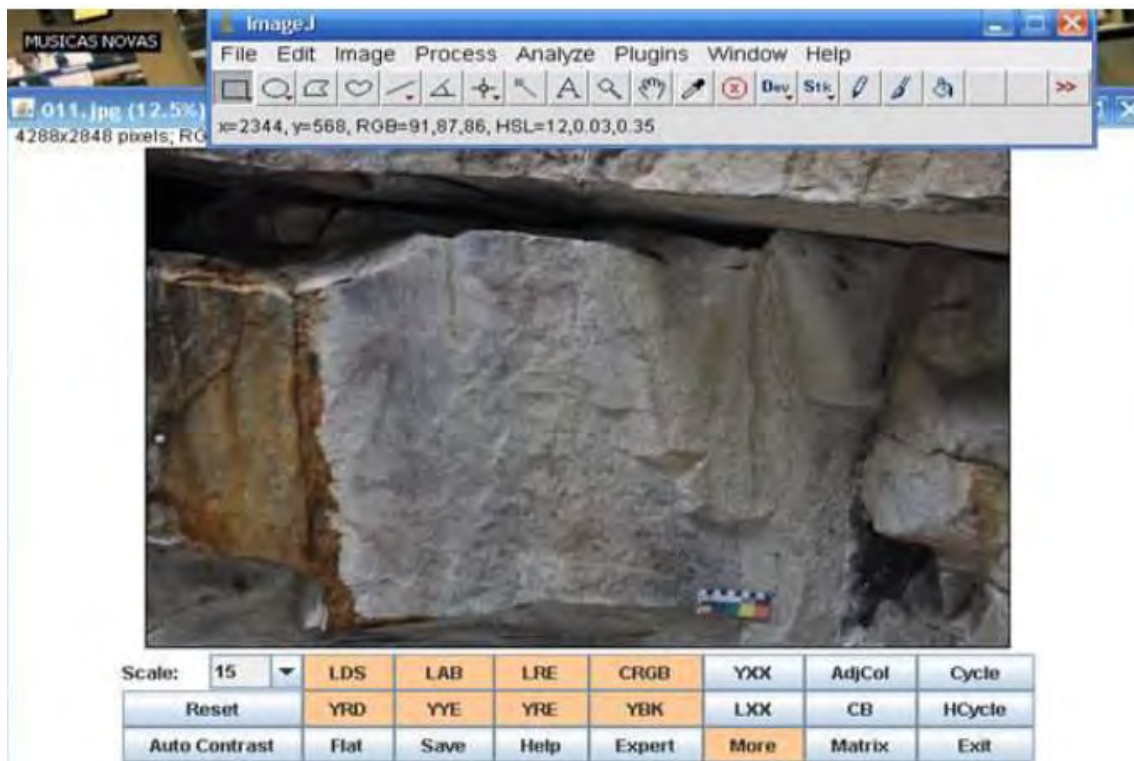 MUSICAS NOVAS
ImageJ
File Edit Image Process Analyze Plugins Window Help
Dev Stk >>
x=2344, y=568, RGB=91,87,86, HSL=12,0.03,0.35
011.jpg (12.5%)
4288x2848 pixels; RG
Scale: 15 LDS LAB LRE CRGB YXX AdjCol Cycle
Reset YRD YYE YRE YBK LXX CB HCycle
Auto Contrast Flat Save Help Expert More Matrix Exit